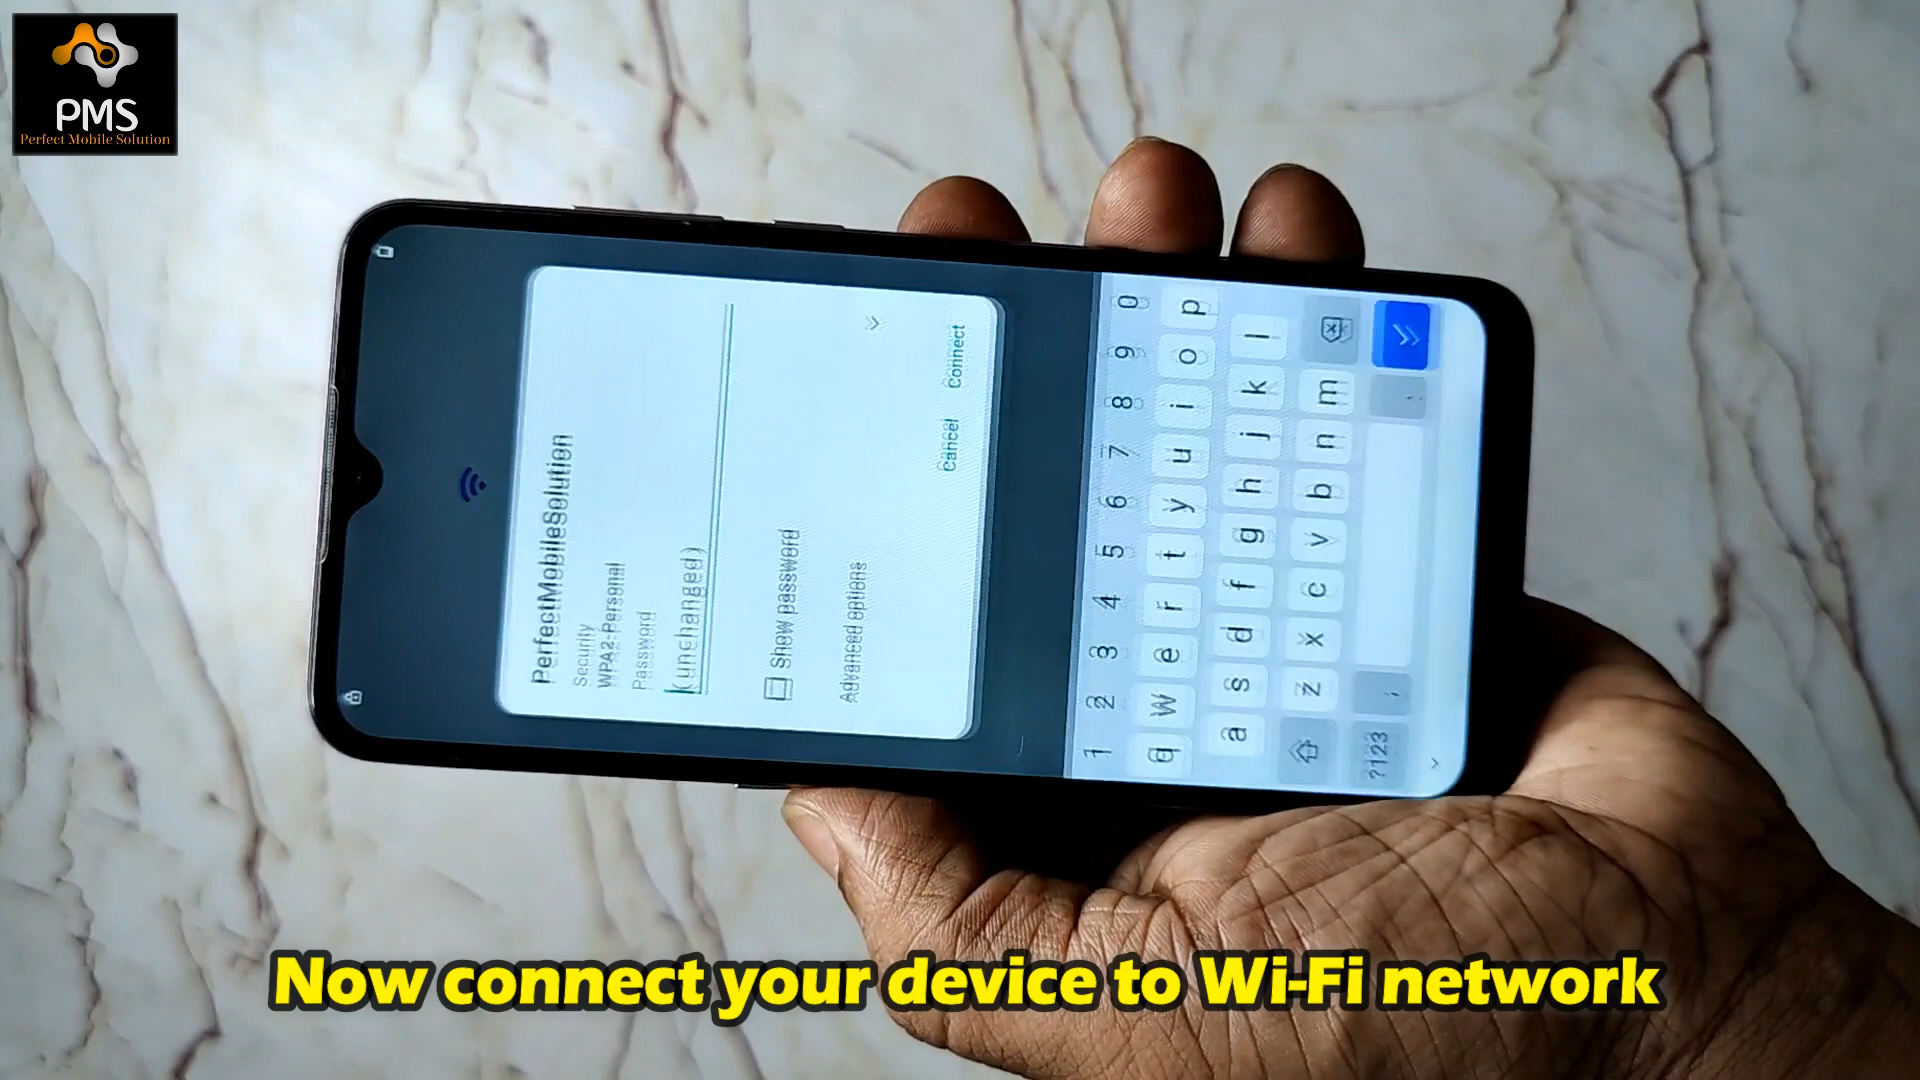 PMS
Perfect Mobile Solution
PerfectMobileSolution
Security
WPA2-Personal
Password
(unchanged)
Show password
Advanced options
Cancel
Connect
1 2 3 4 5 6 7 8 9 0
q w e r t y u i o p
a s d f g h j k l
z x c v b n m
?123 , .
Now connect your device to Wi-Fi network